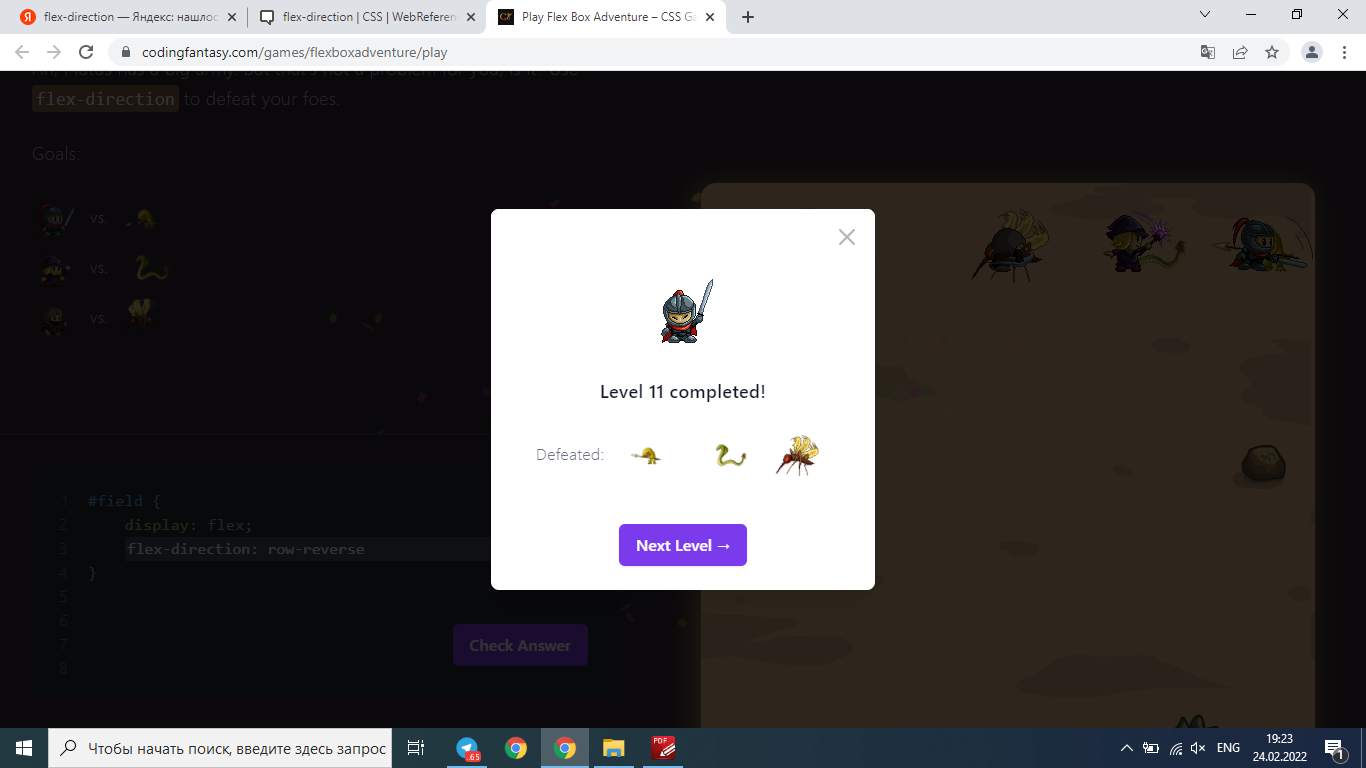 flex-direction — Яндекс: нашлос
flex-direction | CSS | WebReferen
Play Flex Box Adventure – CSS Ga
codingfantasy.com/games/flexboxadventure/play
Ah, Plutus has a big army. But that's not a problem for you, is it? Use
flex-direction to defeat your foes.
Goals:
vs.
vs.
vs.
Level 11 completed!
Defeated:
Next Level →
1 #field {
2 display: flex;
3 flex-direction: row-reverse
4 }
5
6
7
8
Check Answer
Чтобы начать поиск, введите здесь запрос
.65
PDF
ENG
19:23
24.02.2022
1